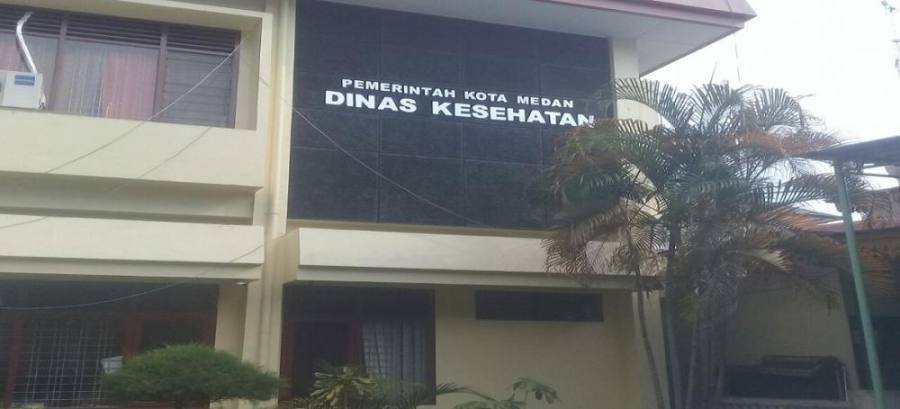 PEMERINTAH KOTA MEDAN
DINAS KESEHATAN